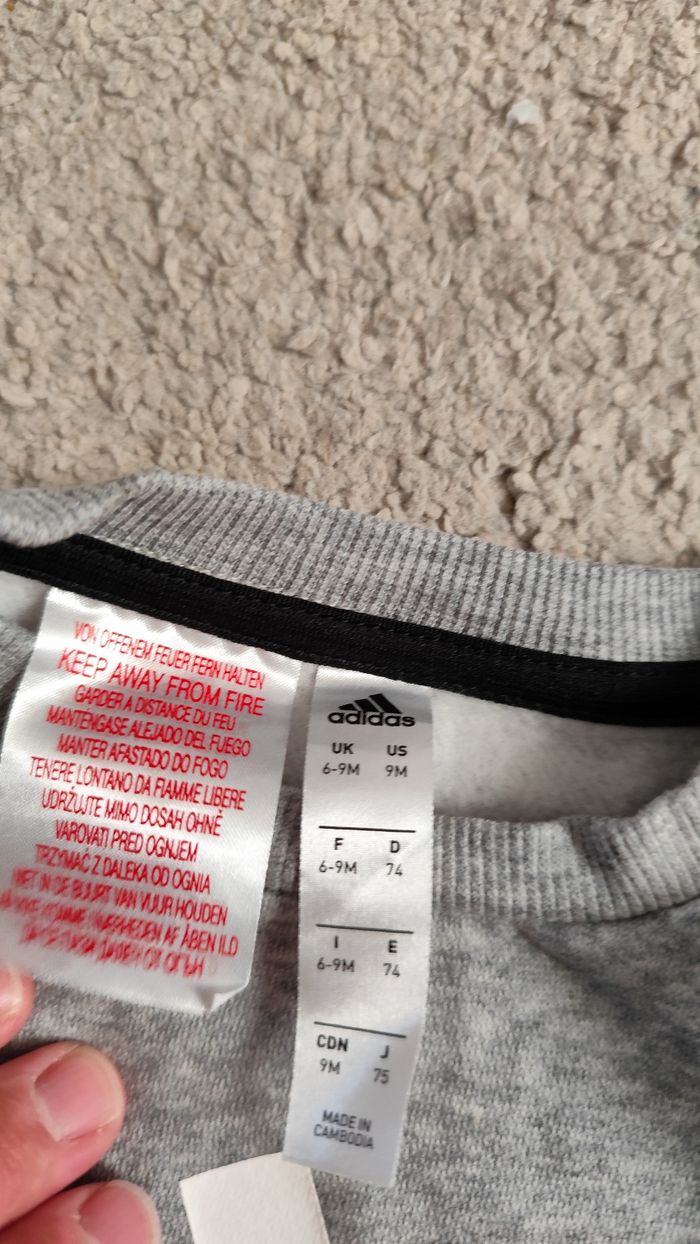 VON OFFENEM FEUER FERN HALTEN
KEEP AWAY FROM FIRE
GARDER A DISTANCE DU FEU
MANTENGASE ALEJADO DEL FUEGO
MANTER AFASTADO DO FOGO
TENERE LONTANO DA FIAMME LIBERE
UDRŽUJTE MIMO DOSAH OHNĚ
VAROVATI PRED OGNJEM
TRZYMAĆ Z DALEKA OD OGNIA
NIET IN DE BUURT VAN VUUR HOUDEN
AF ÅBEN ILD
adidas
UK US
6-9M 9M
F D
6-9M 74
I E
6-9M 74
CDN J
9M 75
MADE IN
CAMBODIA